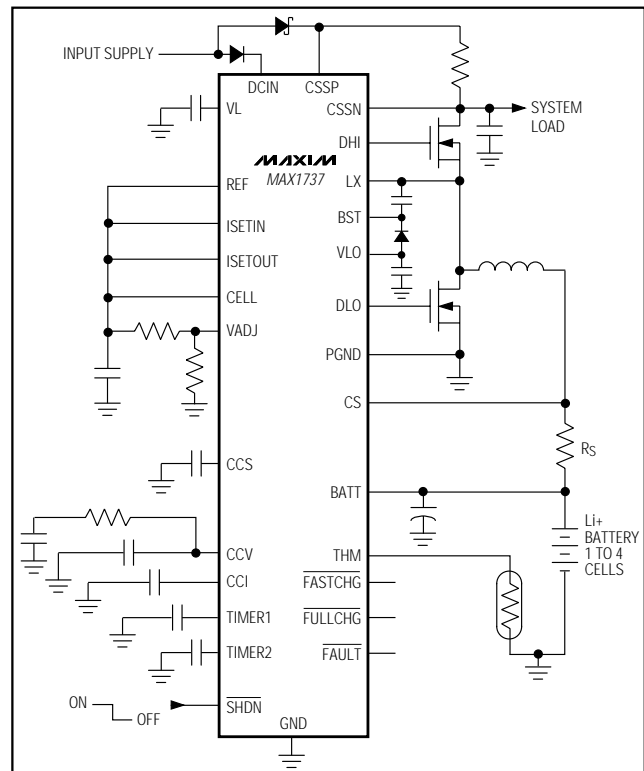 INPUT SUPPLY
DCIN
CSSP
VL
CSSN
SYSTEM
LOAD
DHI
MAXIM
MAX1737
REF
LX
ISETIN
BST
ISETOUT
VLO
CELL
DLO
VADJ
PGND
CS
RS
CCS
BATT
Li+
BATTERY
1 TO 4
CELLS
CCV
THM
CCI
FASTCHG
TIMER1
FULLCHG
TIMER2
FAULT
ON
OFF
SHDN
GND